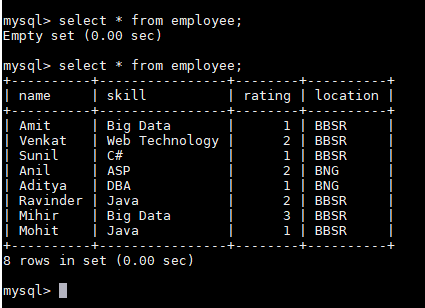 mysql> select * from employee;
Empty set (0.00 sec)
mysql> select * from employee;
+----------+----------------+--------+----------+
| name     | skill          | rating | location |
+----------+----------------+--------+----------+
| Amit     | Big Data       |      1 | BBSR     |
| Venkat   | Web Technology |      2 | BBSR     |
| Sunil    | C#             |      1 | BBSR     |
| Anil     | ASP            |      2 | BNG      |
| Aditya   | DBA            |      1 | BNG      |
| Ravinder | Java           |      2 | BBSR     |
| Mihir    | Big Data       |      3 | BBSR     |
| Mohit    | Java           |      1 | BBSR     |
+----------+----------------+--------+----------+
8 rows in set (0.00 sec)
mysql>